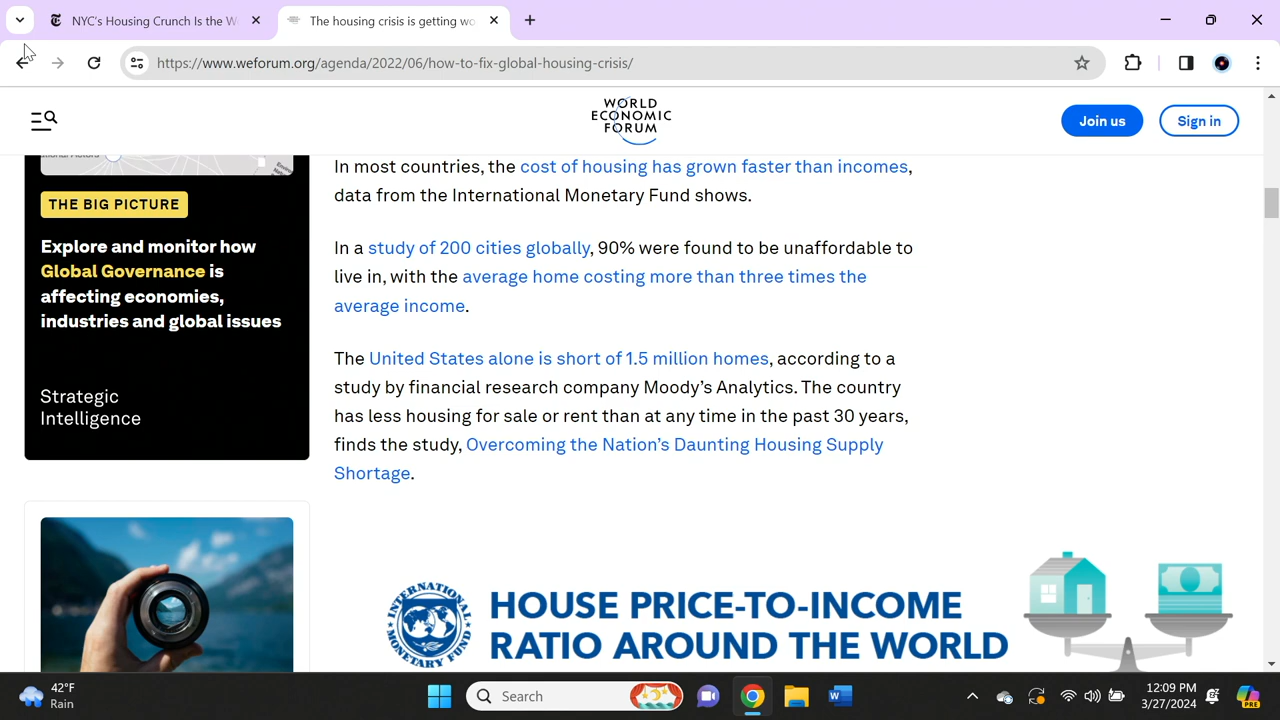 NYC's Housing Crunch Is the W
The housing crisis is getting wo
https://www.weforum.org/agenda/2022/06/how-to-fix-global-housing-crisis/
WORLD
ECONOMIC
FORUM
Join us
Sign in
THE BIG PICTURE
Explore and monitor how
Global Governance is
affecting economies,
industries and global issues
Strategic
Intelligence
In most countries, the cost of housing has grown faster than incomes,
data from the International Monetary Fund shows.
In a study of 200 cities globally, 90% were found to be unaffordable to
live in, with the average home costing more than three times the
average income.
The United States alone is short of 1.5 million homes, according to a
study by financial research company Moody's Analytics. The country
has less housing for sale or rent than at any time in the past 30 years,
finds the study, Overcoming the Nation's Daunting Housing Supply
Shortage.
INTERNATIONAL MONETARY FUND
HOUSE PRICE-TO-INCOME
RATIO AROUND THE WORLD
42°F
Rain
Search
12:09 PM
3/27/2024
PRE